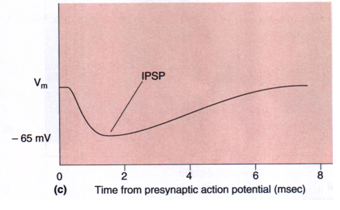 IPSP
Vm
– 65 mV
0 2 4 6 8
(c) Time from presynaptic action potential (msec)